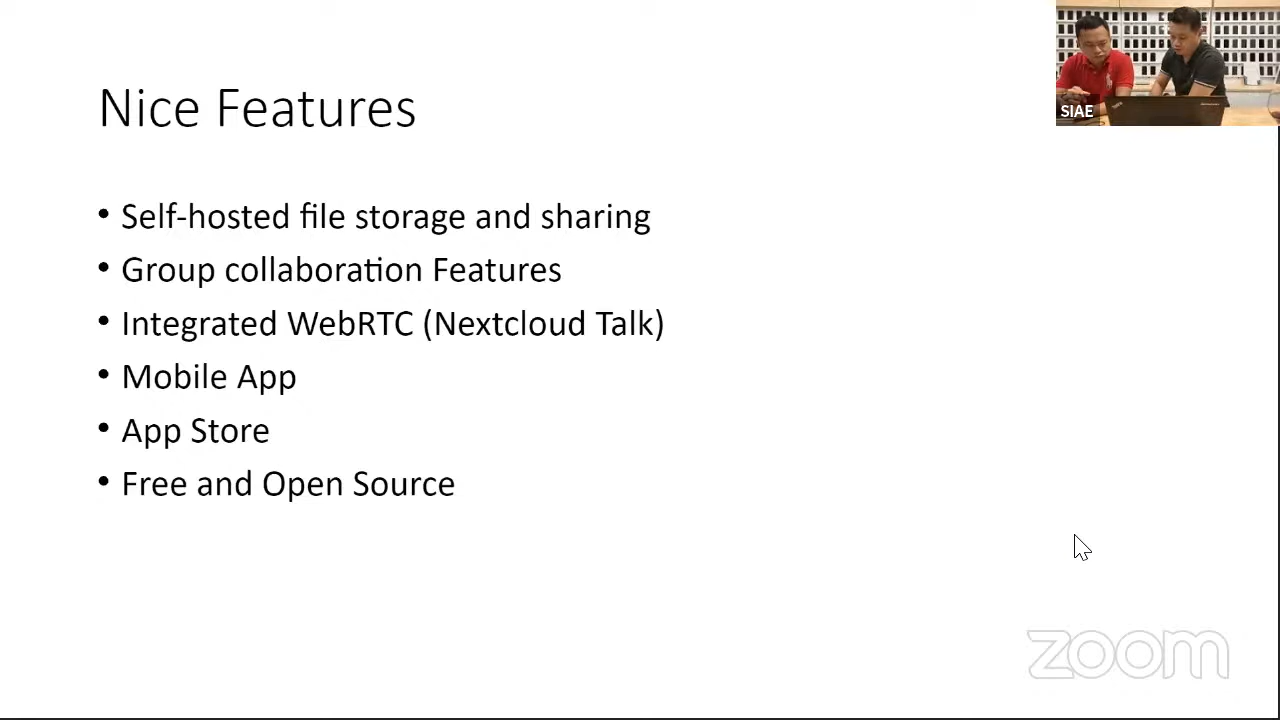 Nice Features
• Self-hosted file storage and sharing
• Group collaboration Features
• Integrated WebRTC (Nextcloud Talk)
• Mobile App
• App Store
• Free and Open Source
SIAE
zoom